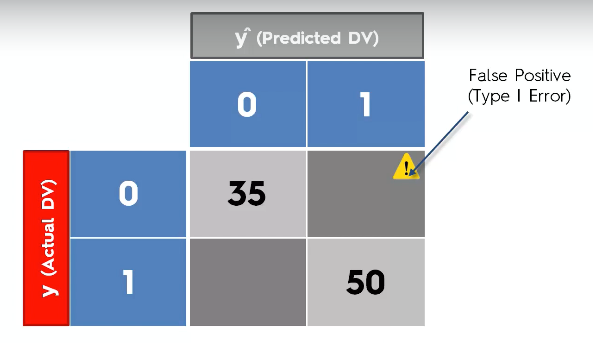 ŷ (Predicted DV)
False Positive
(Type I Error)
0 1
y (Actual DV)
0 35
!
1 50